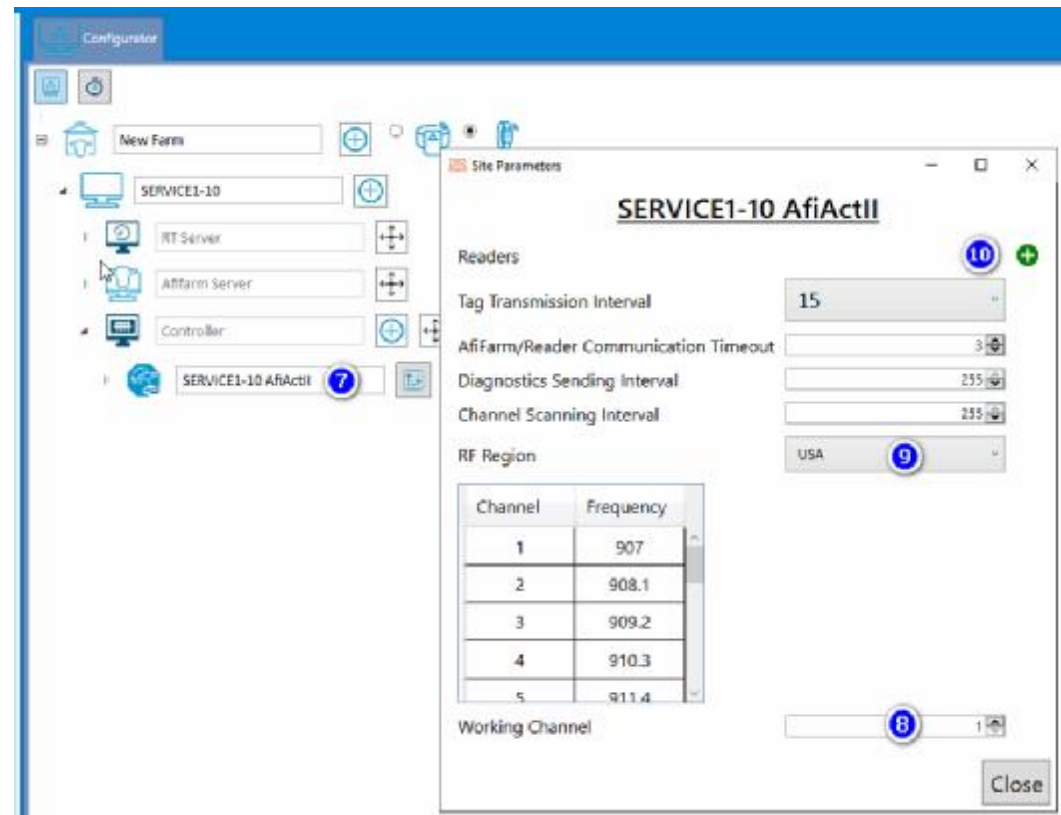 Configurator
New Farm
Site Parameters
SERVICE1-10
SERVICE1-10 AfiActII
RT Server
Readers
10
Afifarm Server
Tag Transmission Interval
15
Controller
AfiFarm/Reader Communication Timeout
3
SERVICE1-10 AfiActII
7
Diagnostics Sending Interval
255
Channel Scanning Interval
255
RF Region
USA
9
Channel Frequency
1 907
2 908.1
3 909.2
4 910.3
5 911.4
Working Channel
8
1
Close